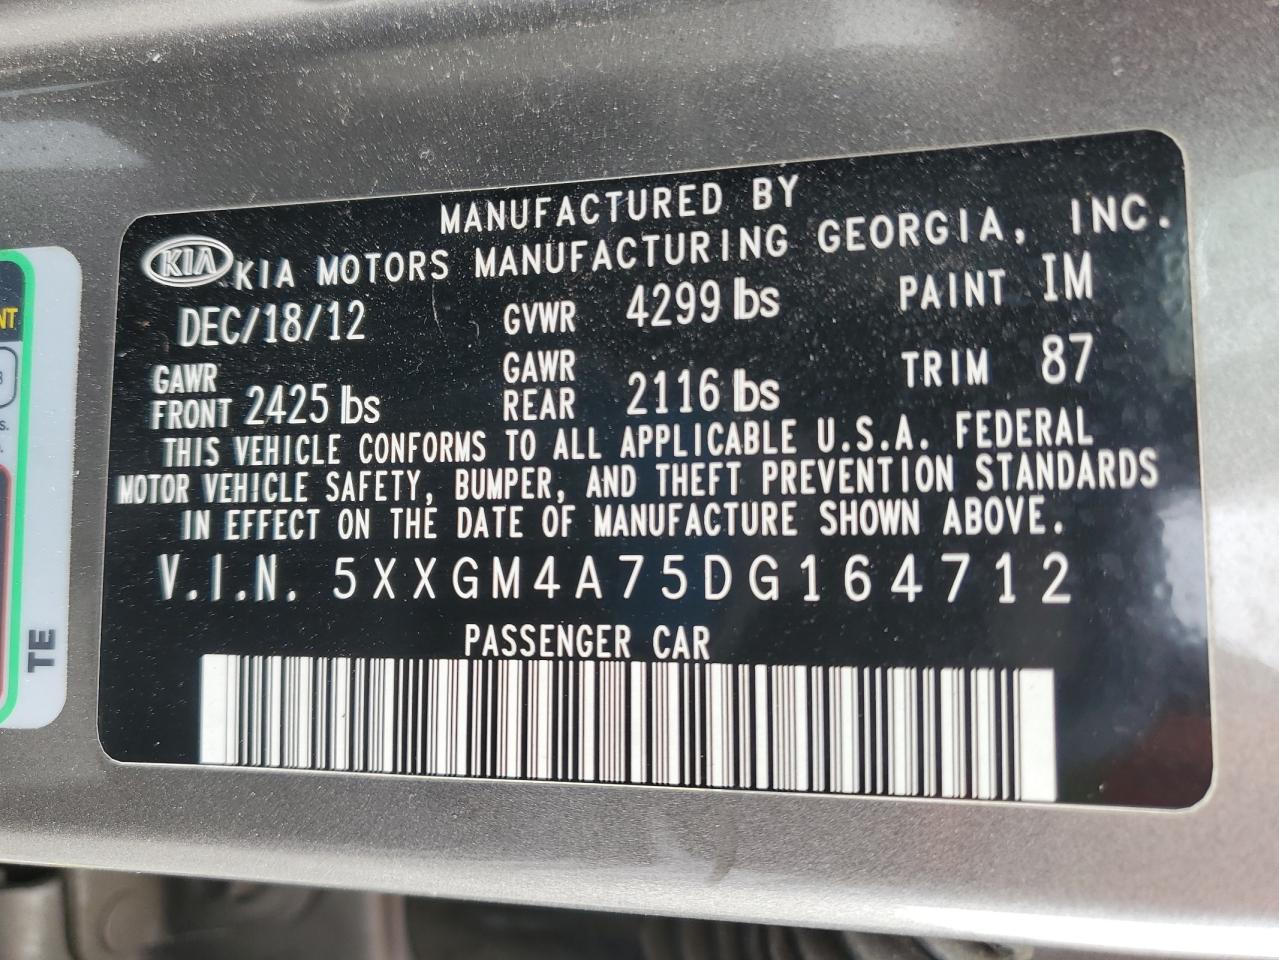 MANUFACTURED BY
KIA KIA MOTORS MANUFACTURING GEORGIA, INC.
DEC/18/12 GVWR 4299 lbs PAINT IM
GAWR FRONT 2425 lbs GAWR REAR 2116 lbs TRIM 87
THIS VEHICLE CONFORMS TO ALL APPLICABLE U.S.A. FEDERAL
MOTOR VEHICLE SAFETY, BUMPER, AND THEFT PREVENTION STANDARDS
IN EFFECT ON THE DATE OF MANUFACTURE SHOWN ABOVE.
V.I.N. 5XXGM4A75DG164712
PASSENGER CAR
TE